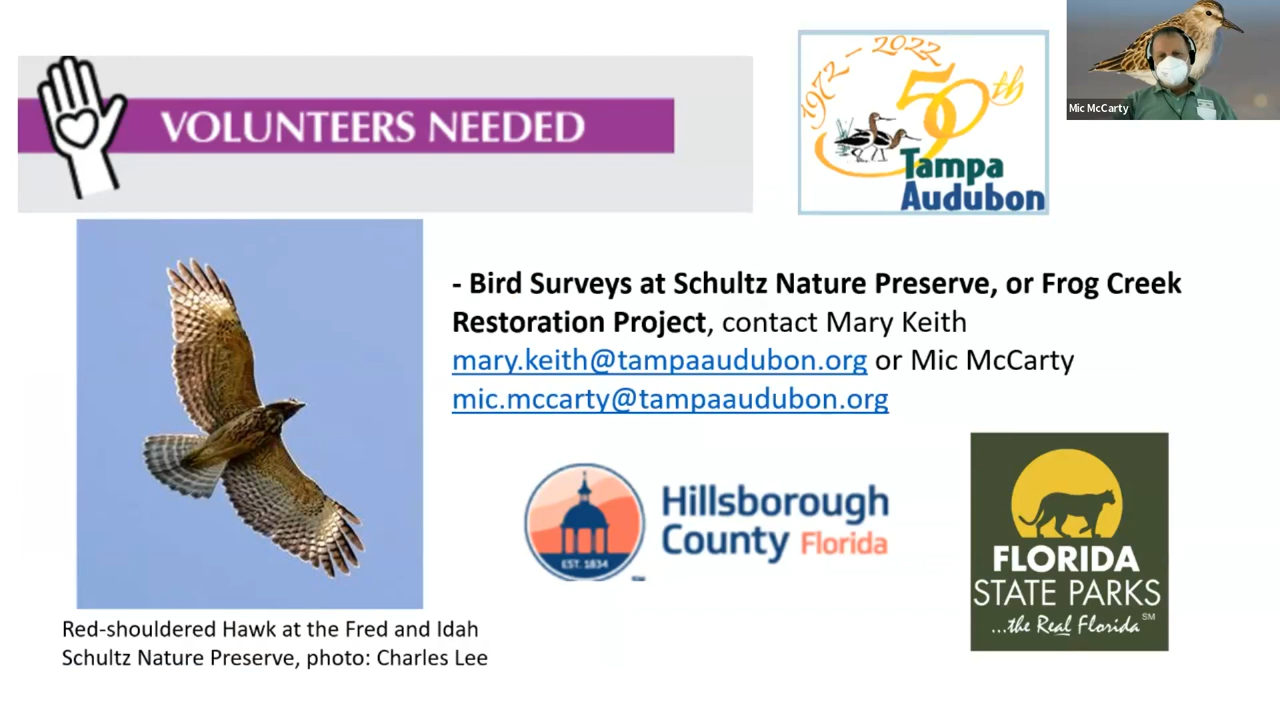 VOLUNTEERS NEEDED
1972 - 2022
50th
Tampa
Audubon
Mic McCarty
- Bird Surveys at Schultz Nature Preserve, or Frog Creek
Restoration Project, contact Mary Keith
mary.keith@tampaaudubon.org or Mic McCarty
mic.mccarty@tampaaudubon.org
Hillsborough
County Florida
EST. 1834
SM
FLORIDA
STATE PARKS
...the Real Florida SM
Red-shouldered Hawk at the Fred and Idah
Schultz Nature Preserve, photo: Charles Lee